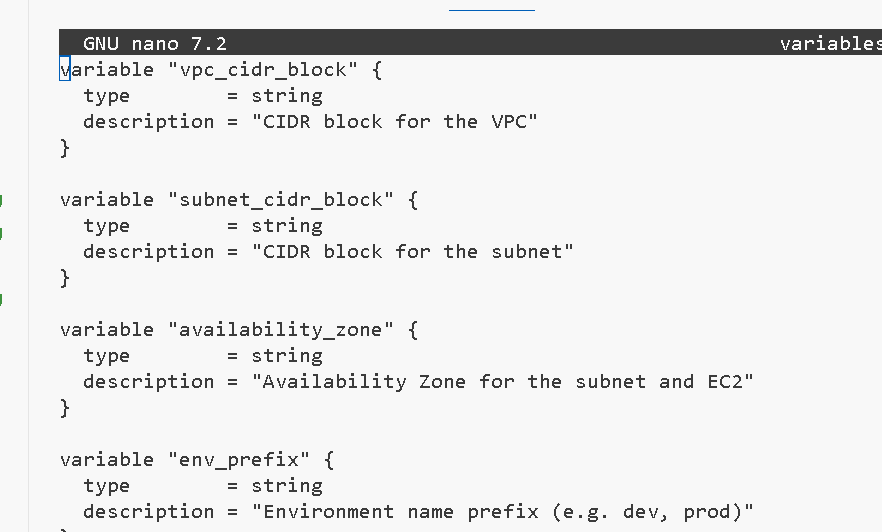 GNU nano 7.2 variables
variable "vpc_cidr_block" {
  type        = string
  description = "CIDR block for the VPC"
}
variable "subnet_cidr_block" {
  type        = string
  description = "CIDR block for the subnet"
}
variable "availability_zone" {
  type        = string
  description = "Availability Zone for the subnet and EC2"
}
variable "env_prefix" {
  type        = string
  description = "Environment name prefix (e.g. dev, prod)"